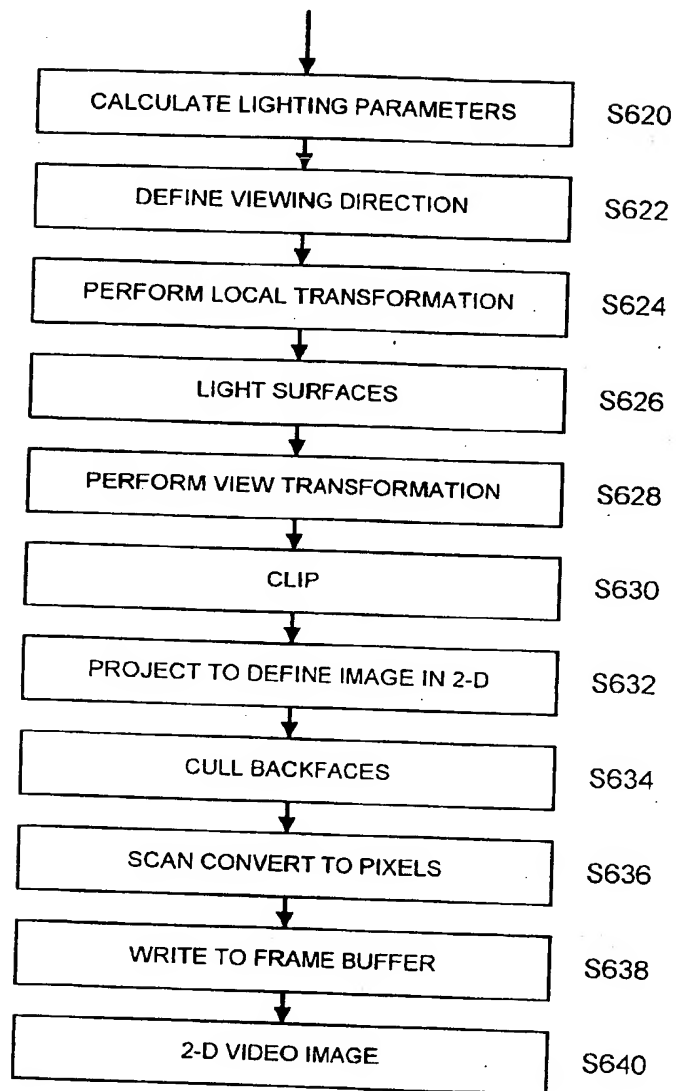 CALCULATE LIGHTING PARAMETERS S620
DEFINE VIEWING DIRECTION S622
PERFORM LOCAL TRANSFORMATION S624
LIGHT SURFACES S626
PERFORM VIEW TRANSFORMATION S628
CLIP S630
PROJECT TO DEFINE IMAGE IN 2-D S632
CULL BACKFACES S634
SCAN CONVERT TO PIXELS S636
WRITE TO FRAME BUFFER S638
2-D VIDEO IMAGE S640